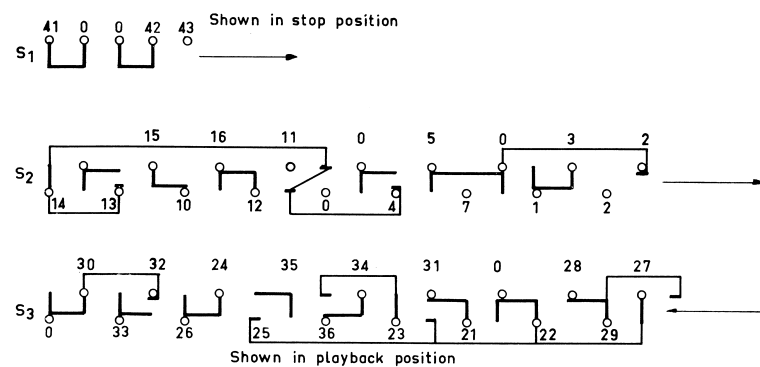 Shown in stop position
41 0 0 42 43
S1
15 16 11 0 5 0 3 2
S2
14 13 10 12 0 4 7 1 2
30 32 24 35 34 31 0 28 27
S3
0 33 26 25 36 23 21 22 29
Shown in playback position